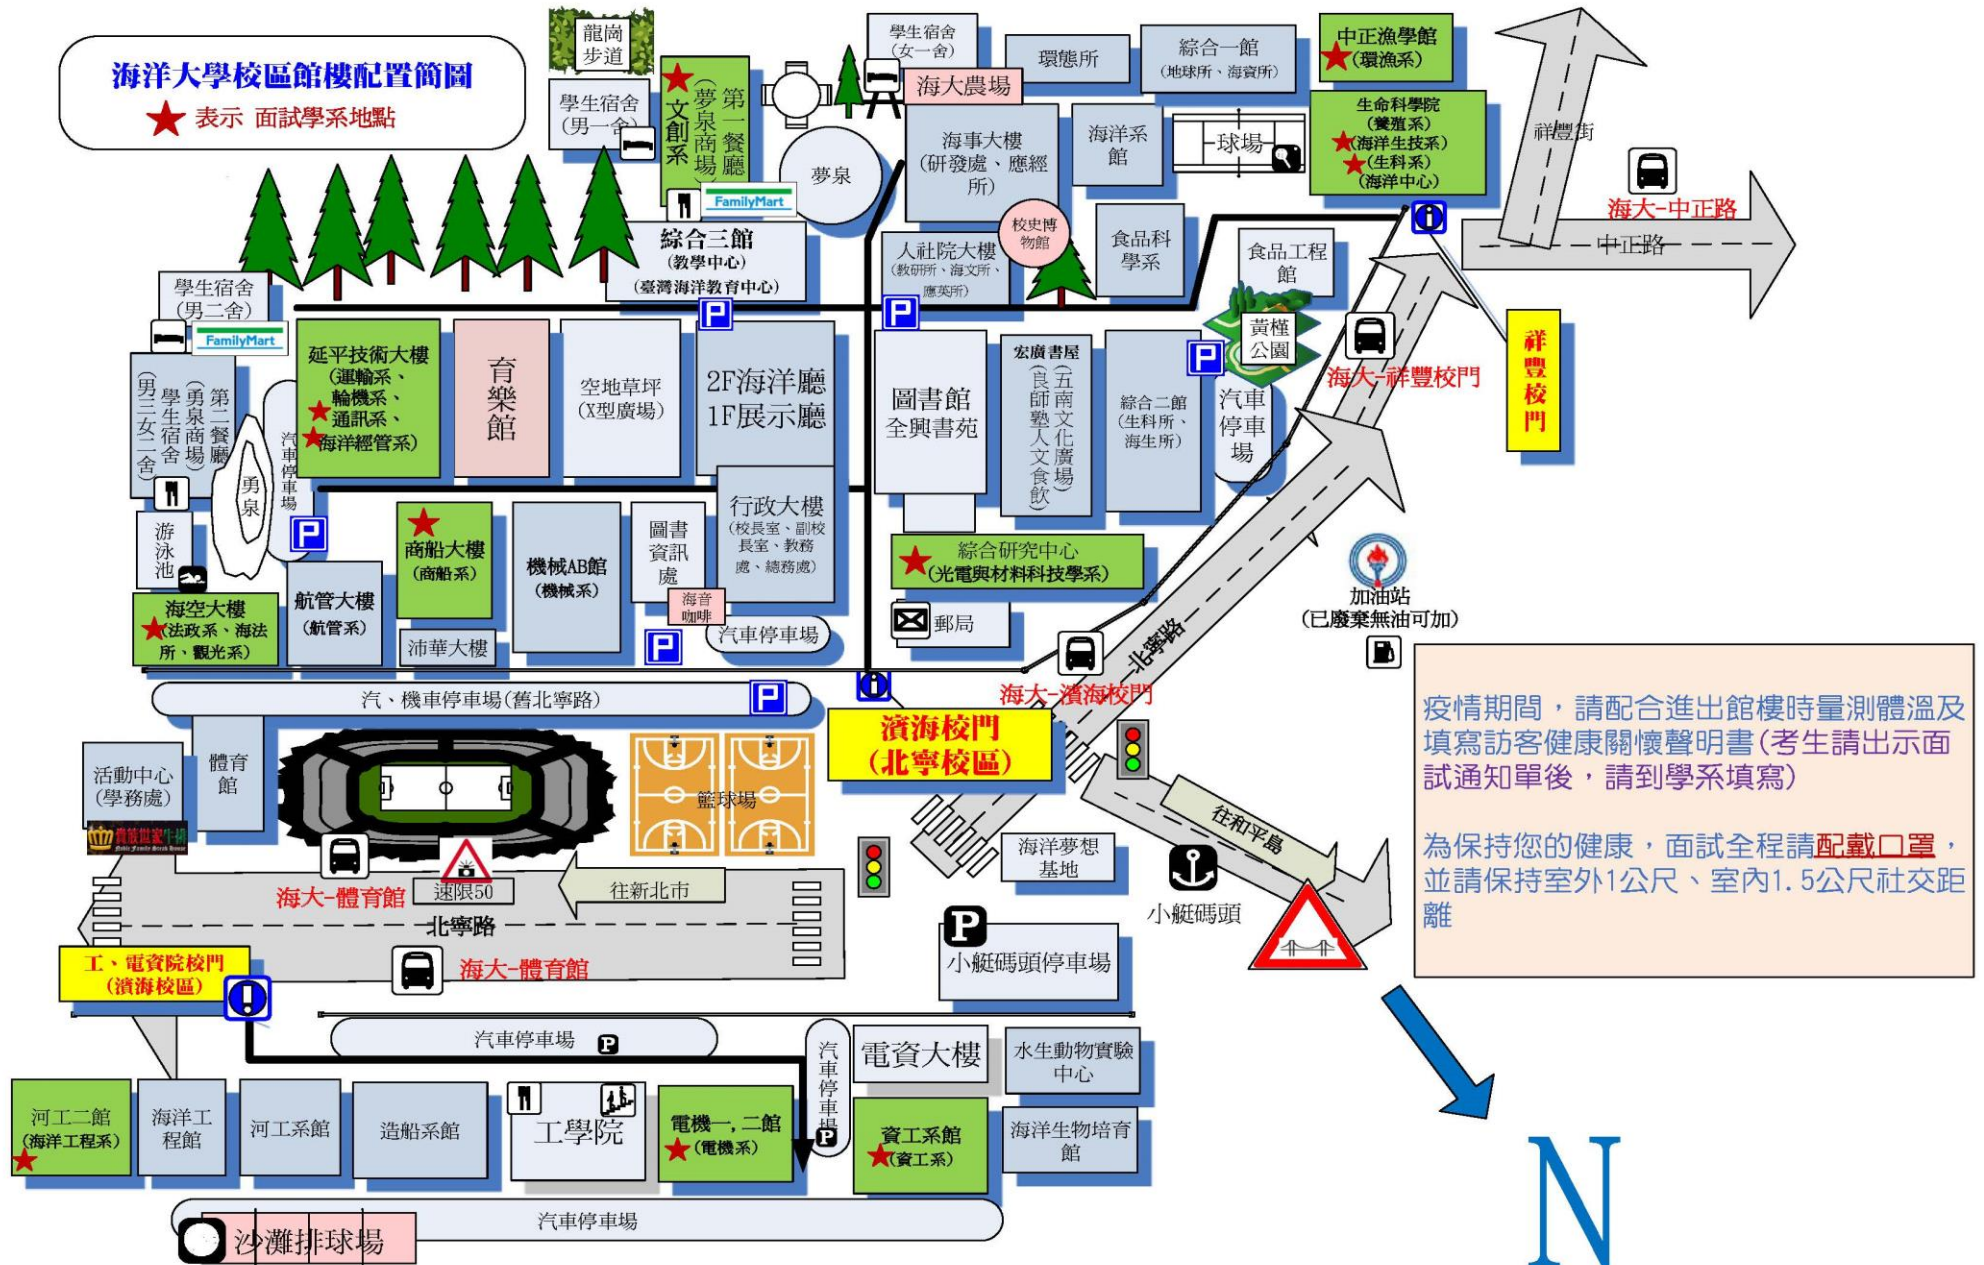 海洋大學校區館樓配置簡圖
表示 面試學系地點
龍崗
步道
學生宿舍
(男一舍)
第一餐廳
(夢泉商場)
文創系
FamilyMart
夢泉
學生宿舍
(女一舍)
海大農場
環態所
綜合一館
(地球所、海資所)
中正漁學館
(環漁系)
生命科學院
(養殖系)
(海洋生技系)
(生科系)
(海洋中心)
海事大樓
(研發處、應經
所)
海洋系
館
球場
祥豐街
海大-中正路
中正路
綜合三館
(教學中心)
(臺灣海洋教育中心)
人社院大樓
(教研所、海文所、
應英所)
校史博
物館
食品科
學系
食品工程
館
學生宿舍
(男二舍)
FamilyMart
第二餐廳
(勇泉商場)
學生宿舍
(男三女二舍)
勇泉
汽車停車場
延平技術大樓
(運輸系、
輪機系、
通訊系、
海洋經管系)
育樂館
空地草坪
(X型廣場)
2F海洋廳
1F展示廳
P
P
圖書館
全興書苑
宏廣書屋
(五南文化廣場)
(良師塾人文食飲)
綜合二館
(生科所、
海生所)
P
黃槿
公園
汽車
停車
場
海大-祥豐校門
祥豐校門
游泳池
P
海空大樓
(法政系、海法
所、觀光系)
航管大樓
(航管系)
商船大樓
(商船系)
沛華大樓
機械AB館
(機械系)
圖書
資訊
處
海音
咖啡
行政大樓
(校長室、副校
長室、教務
處、總務處)
P
汽車停車場
綜合研究中心
(光電與材料科技學系)
郵局
加油站
(已廢棄無油可加)
北寧路
海大-濱海校門
汽、機車停車場(舊北寧路)
P
濱海校門
(北寧校區)
活動中心
(學務處)
貴族世家牛排
Noble Family Steak House
體育
館
籃球場
海大-體育館
速限50
往新北市
北寧路
海大-體育館
海洋夢想
基地
往和平島
小艇碼頭
P
小艇碼頭停車場
疫情期間，請配合進出館樓時量測體溫及
填寫訪客健康關懷聲明書(考生請出示面
試通知單後，請到學系填寫)
為保持您的健康，面試全程請配戴口罩，
並請保持室外1公尺、室內1.5公尺社交距
離
工、電資院校門
(濱海校區)
汽車停車場 P
汽車停車場
P
電資大樓
水生動物實驗
中心
河工二館
(海洋工程系)
海洋工
程館
河工系館
造船系館
工學院
電機一,二館
(電機系)
資工系館
(資工系)
海洋生物培育
館
汽車停車場
沙灘排球場
N